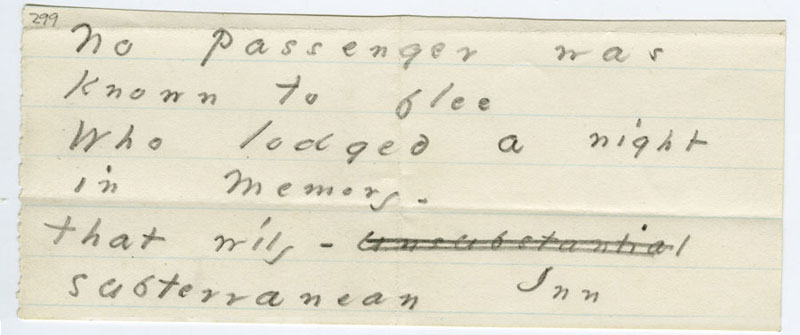 299
No passenger was
known to flee
Who lodged a night
in memory -
that wily - unsubstantial
subterranean Inn